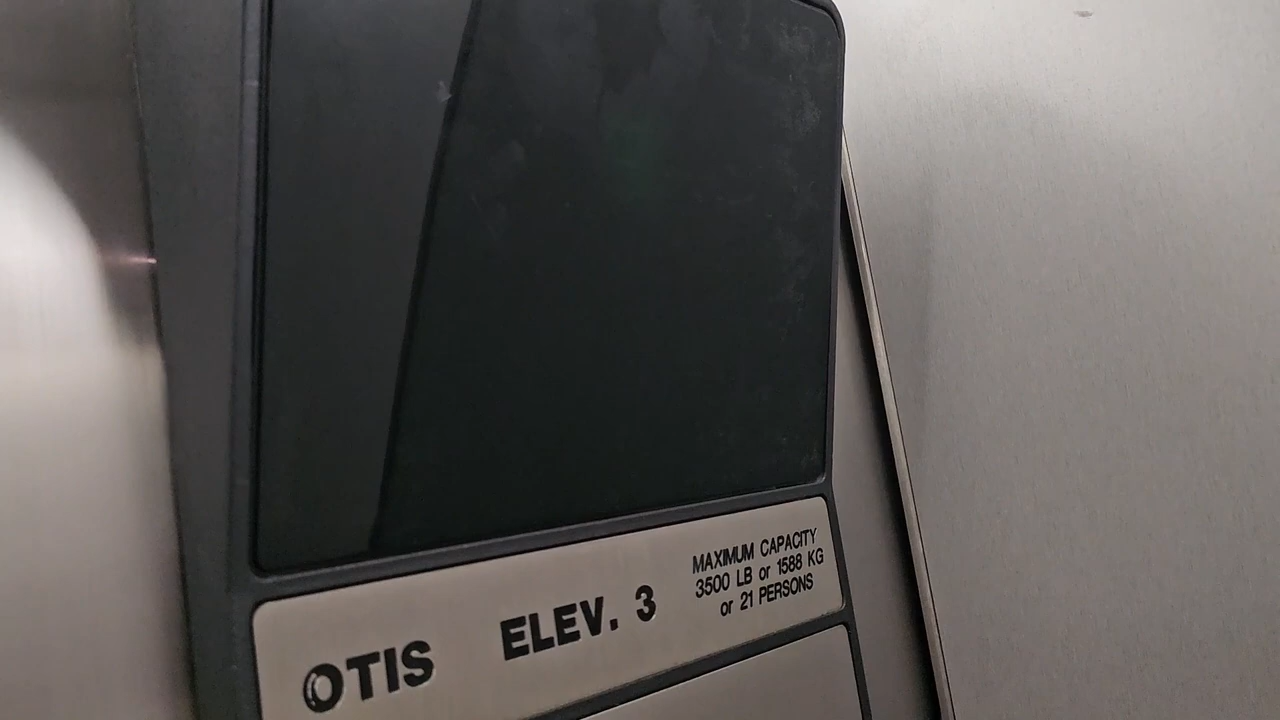 OTIS
ELEV. 3
MAXIMUM CAPACITY
3500 LB or 1588 KG
or 21 PERSONS